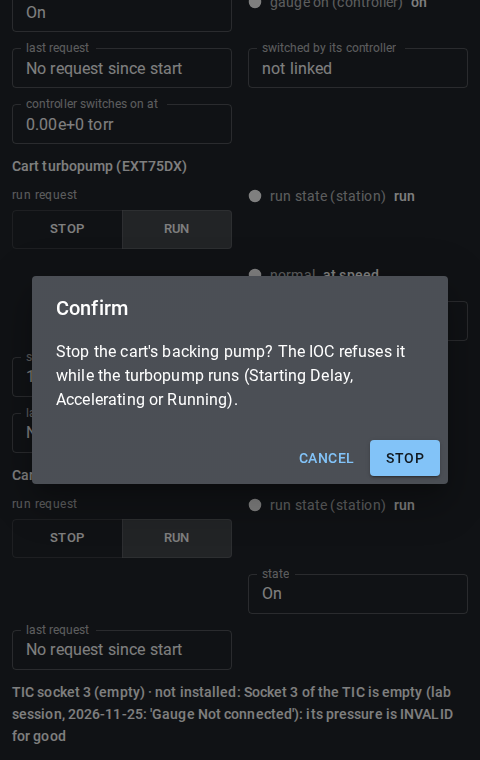 On
gauge on (controller) on
last request
No request since start
switched by its controller
not linked
controller switches on at
0.00e+0 torr
Cart turbopump (EXT75DX)
run request
run state (station) run
STOP
RUN
normal at speed
Confirm
Stop the cart's backing pump? The IOC refuses it
while the turbopump runs (Starting Delay,
Accelerating or Running).
CANCEL
STOP
run request
run state (station) run
STOP
RUN
state
On
last request
No request since start
TIC socket 3 (empty) · not installed: Socket 3 of the TIC is empty (lab
session, 2026-11-25: 'Gauge Not connected'): its pressure is INVALID
for good